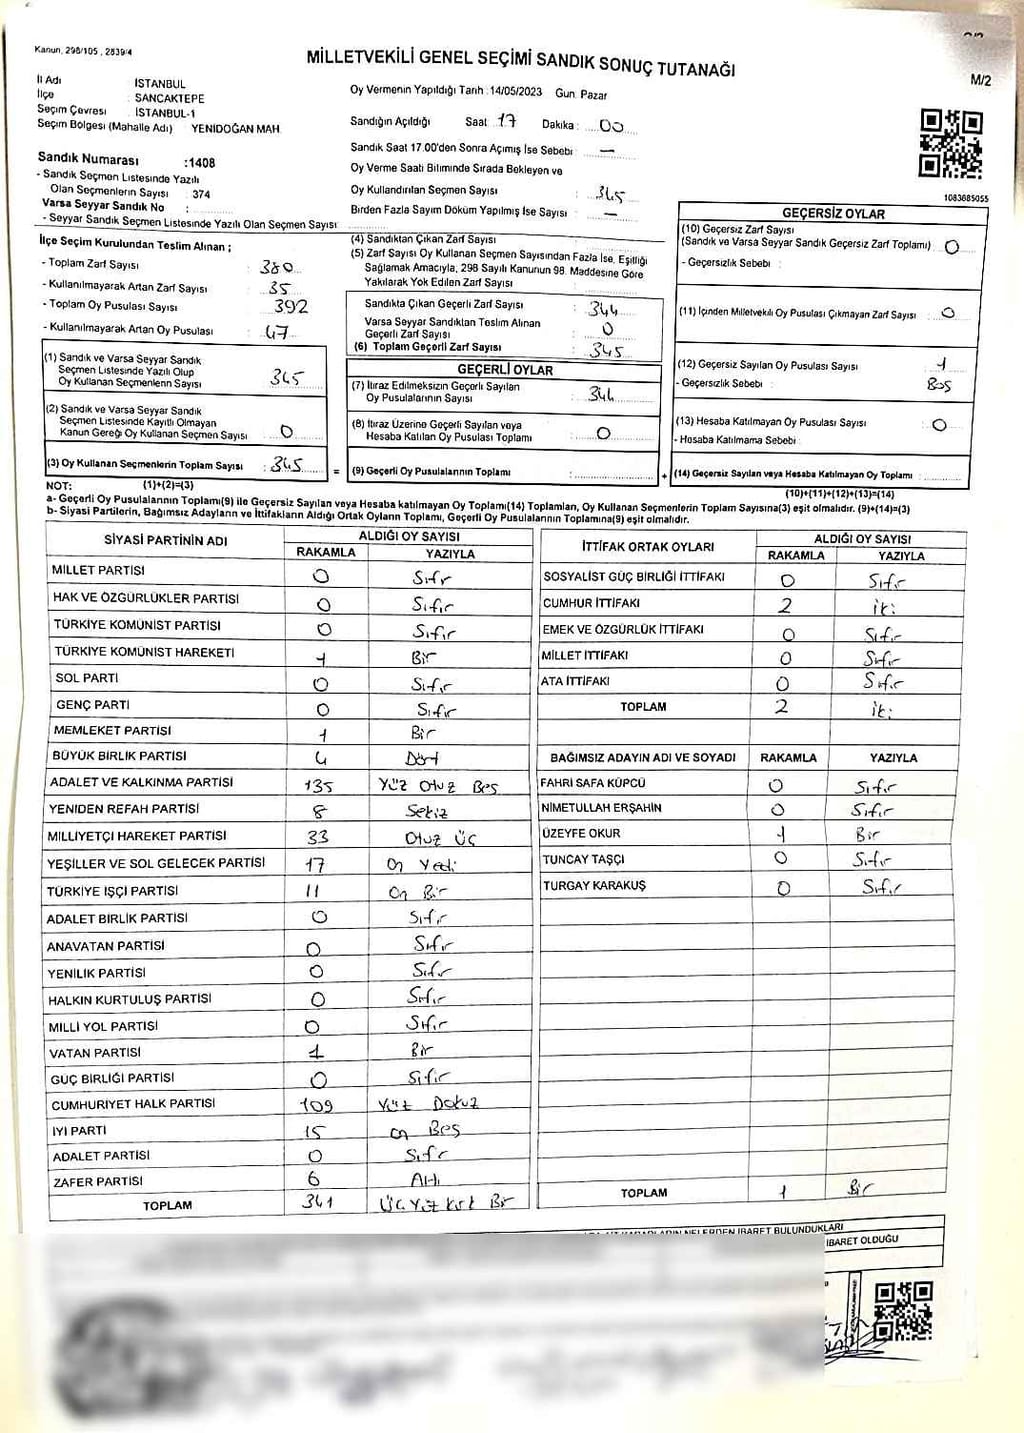 Kanun, 298/105 , 2839/4
MİLLETVEKİLİ GENEL SEÇİMİ SANDIK SONUÇ TUTANAĞI
M/2
İl Adı İSTANBUL
İlçe : SANCAKTEPE
Seçim Çevresi : İSTANBUL-1
Seçim Bölgesi (Mahalle Adı) YENİDOĞAN MAH.
Sandık Numarası :1408
- Sandık Seçmen Listesinde Yazılı
Olan Seçmenlerin Sayısı : 374
Varsa Seyyar Sandık No :
- Seyyar Sandık Seçmen Listesinde Yazılı Olan Seçmen Sayısı
Oy Vermenin Yapıldığı Tarih :14/05/2023 Gun. Pazar
Sandığın Açıldığı Saat 17 Dakika : 00
Sandık Saat 17.00'den Sonra Açılmış İse Sebebi : —
Oy Verme Saati Bitiminde Sırada Bekleyen ve
Oy Kullandırılan Seçmen Sayısı : 345
Birden Fazla Sayım Döküm Yapılmış İse Sayısı : —
1083685055
İlçe Seçim Kurulundan Teslim Alınan ;
- Toplam Zarf Sayısı : 380
- Kullanılmayarak Artan Zarf Sayısı : 35
- Toplam Oy Pusulası Sayısı : 392
- Kullanılmayarak Artan Oy Pusulası : 47
(1) Sandık ve Varsa Seyyar Sandık
Seçmen Listesinde Yazılı Olup
Oy Kullanan Seçmenlerin Sayısı : 345
(2) Sandık ve Varsa Seyyar Sandık
Seçmen Listesinde Kayıtlı Olmayan
Kanun Gereği Oy Kullanan Seçmen Sayısı : 0
(3) Oy Kullanan Seçmenlerin Toplam Sayısı : 345 =
(4) Sandıktan Çıkan Zarf Sayısı
(5) Zarf Sayısı Oy Kullanan Seçmen Sayısından Fazla İse, Eşitliği
Sağlamak Amacıyla, 298 Sayılı Kanunun 98. Maddesine Göre
Yakılarak Yok Edilen Zarf Sayısı :
Sandıkta Çıkan Geçerli Zarf Sayısı : 344
Varsa Seyyar Sandıktan Teslim Alınan
Geçerli Zarf Sayısı : 0
(6) Toplam Geçerli Zarf Sayısı : 345
GEÇERLİ OYLAR
(7) İtiraz Edilmeksizin Geçerli Sayılan
Oy Pusulalarının Sayısı : 344
(8) İtiraz Üzerine Geçerli Sayılan veya
Hesaba Katılan Oy Pusulası Toplamı : 0
(9) Geçerli Oy Pusulalarının Toplamı : +
GEÇERSİZ OYLAR
(10) Geçersiz Zarf Sayısı
(Sandık ve Varsa Seyyar Sandık Geçersiz Zarf Toplamı) : 0
- Geçersizlik Sebebi :
(11) İçinden Milletvekili Oy Pusulası Çıkmayan Zarf Sayısı : 0
(12) Geçersiz Sayılan Oy Pusulası Sayısı : 1
- Geçersizlik Sebebi : Boş
(13) Hesaba Katılmayan Oy Pusulası Sayısı : 0
- Hesaba Katılmama Sebebi :
(14) Geçersiz Sayılan veya Hesaba Katılmayan Oy Toplamı :
NOT: (1)+(2)=(3)
(10)+(11)+(12)+(13)=(14)
a- Geçerli Oy Pusulalarının Toplamı(9) ile Geçersiz Sayılan veya Hesaba katılmayan Oy Toplamı(14) Toplamları, Oy Kullanan Seçmenlerin Toplam Sayısına(3) eşit olmalıdır. (9)+(14)=(3)
b- Siyasi Partilerin, Bağımsız Adayların ve İttifakların Aldığı Ortak Oyların Toplamı, Geçerli Oy Pusulalarının Toplamına(9) eşit olmalıdır.
SİYASİ PARTİNİN ADI ALDIĞI OY SAYISI
RAKAMLA YAZIYLA
MİLLET PARTİSİ 0 Sıfır
HAK VE ÖZGÜRLÜKLER PARTİSİ 0 Sıfır
TÜRKİYE KOMÜNİST PARTİSİ 0 Sıfır
TÜRKİYE KOMÜNİST HAREKETİ 1 Bir
SOL PARTİ 0 Sıfır
GENÇ PARTİ 0 Sıfır
MEMLEKET PARTİSİ 1 Bir
BÜYÜK BİRLİK PARTİSİ 4 Dört
ADALET VE KALKINMA PARTİSİ 135 Yüz Otuz Beş
YENİDEN REFAH PARTİSİ 8 Sekiz
MİLLİYETÇİ HAREKET PARTİSİ 33 Otuz Üç
YEŞİLLER VE SOL GELECEK PARTİSİ 17 On Yedi
TÜRKİYE İŞÇİ PARTİSİ 11 On Bir
ADALET BİRLİK PARTİSİ 0 Sıfır
ANAVATAN PARTİSİ 0 Sıfır
YENİLİK PARTİSİ 0 Sıfır
HALKIN KURTULUŞ PARTİSİ 0 Sıfır
MİLLİ YOL PARTİSİ 0 Sıfır
VATAN PARTİSİ 1 Bir
GÜÇ BİRLİĞİ PARTİSİ 0 Sıfır
CUMHURİYET HALK PARTİSİ 109 Yüz Dokuz
İYİ PARTİ 15 On Beş
ADALET PARTİSİ 0 Sıfır
ZAFER PARTİSİ 6 Altı
TOPLAM 341 Üç Yüz Kırk Bir
İTTİFAK ORTAK OYLARI ALDIĞI OY SAYISI
RAKAMLA YAZIYLA
SOSYALİST GÜÇ BİRLİĞİ İTTİFAKI 0 Sıfır
CUMHUR İTTİFAKI 2 iki
EMEK VE ÖZGÜRLÜK İTTİFAKI 0 Sıfır
MİLLET İTTİFAKI 0 Sıfır
ATA İTTİFAKI 0 Sıfır
TOPLAM 2 iki
BAĞIMSIZ ADAYIN ADI VE SOYADI RAKAMLA YAZIYLA
FAHRİ SAFA KÜPCÜ 0 Sıfır
NİMETULLAH ERŞAHİN 0 Sıfır
ÜZEYFE OKUR 1 Bir
TUNCAY TAŞÇI 0 Sıfır
TURGAY KARAKUŞ 0 Sıfır
TOPLAM 1 Bir
NELERDEN İBARET BULUNDUKLARI
İBARET OLDUĞU